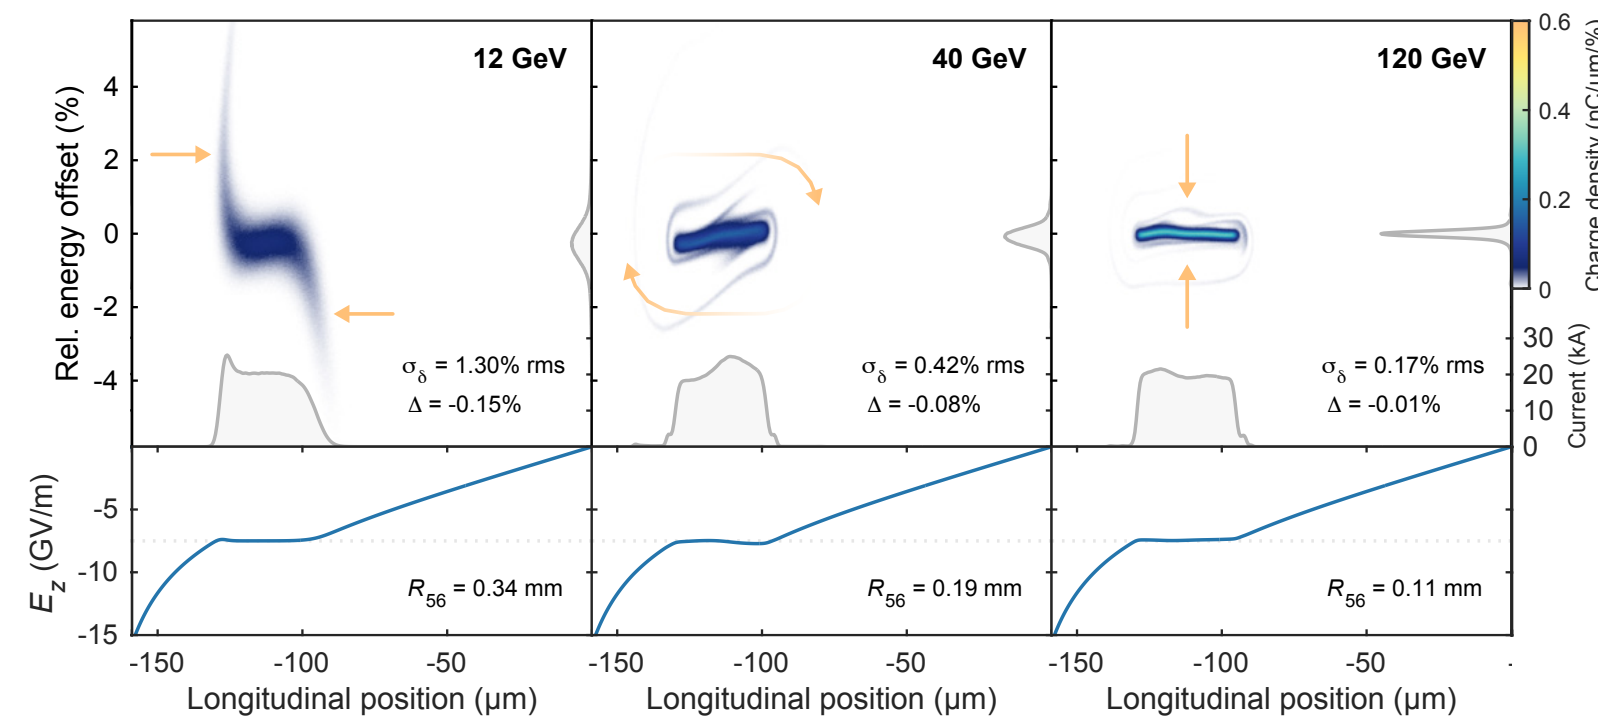 12 GeV
40 GeV
120 GeV
Rel. energy offset (%)
4
2
0
-2
-4
σδ = 1.30% rms
Δ = -0.15%
σδ = 0.42% rms
Δ = -0.08%
σδ = 0.17% rms
Δ = -0.01%
0.6
0.4
0.2
0
Charge density (pC/μm/%)
30
20
10
0
Current (kA)
Ez (GV/m)
-5
-10
-15
R56 = 0.34 mm
R56 = 0.19 mm
R56 = 0.11 mm
-150 -100 -50
-150 -100 -50
-150 -100 -50
Longitudinal position (μm)
Longitudinal position (μm)
Longitudinal position (μm)